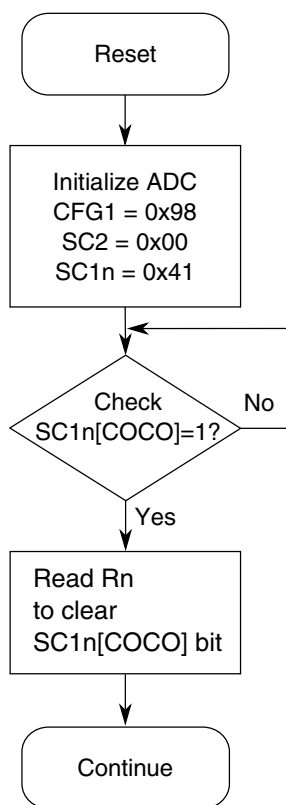 Reset
Initialize ADC
CFG1 = 0x98
SC2 = 0x00
SC1n = 0x41
Check
SC1n[COCO]=1?
No
Yes
Read Rn
to clear
SC1n[COCO] bit
Continue